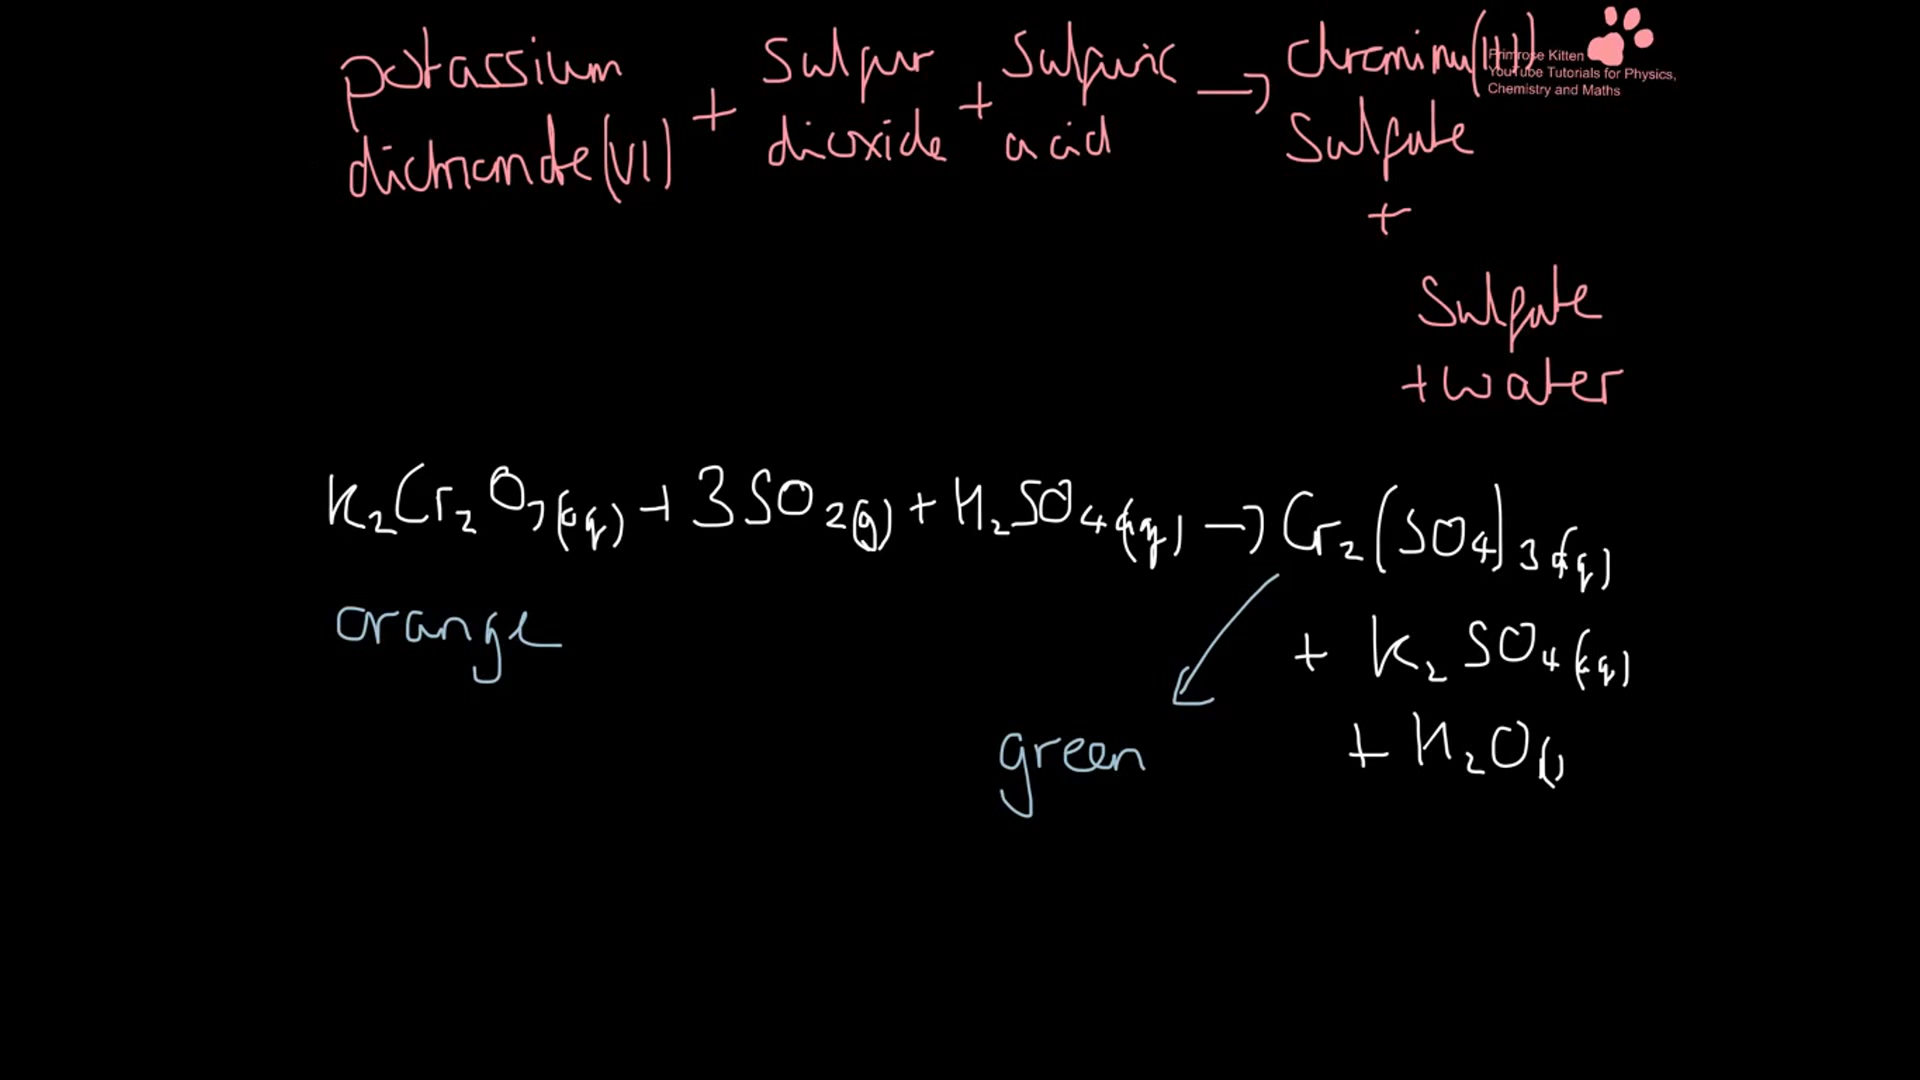 potassium + Sulfur + Sulfuric → chrominu(III)
dichromate(VI) dioxide acid Sulfate
+
Sulfate
+ water
Primrose Kitten
YouTube Tutorials for Physics,
Chemistry and Maths
K₂Cr₂O₇(aq) + 3SO₂(g) + H₂SO₄(aq) → Cr₂(SO₄)₃(aq)
orange
+ K₂SO₄(aq)
green
+ H₂O(l)